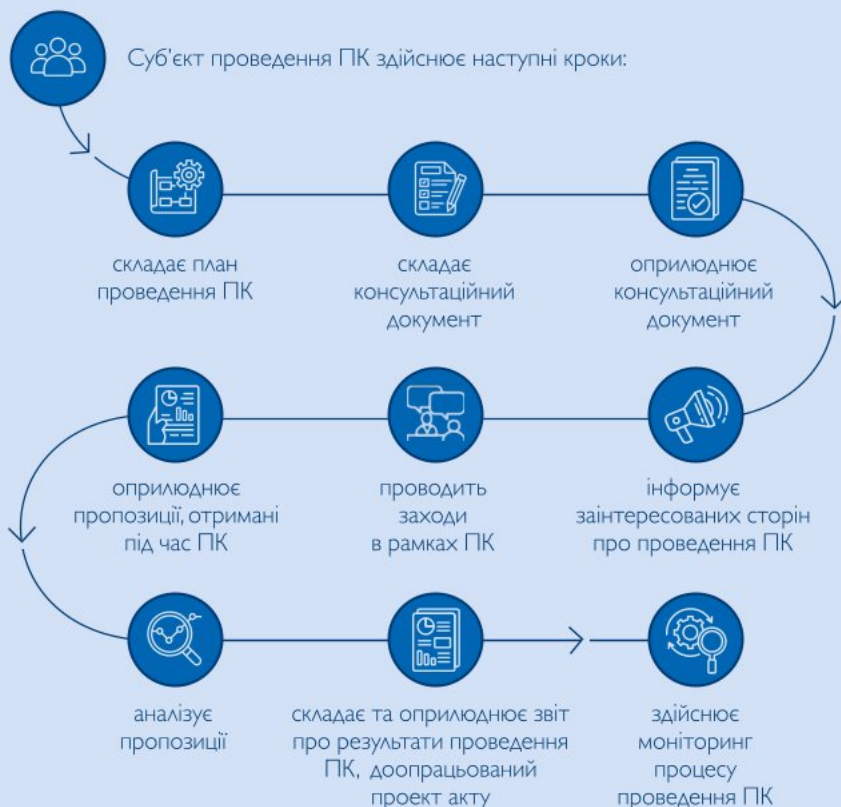 Суб'єкт проведення ПК здійснює наступні кроки:
складає план
проведення ПК
складає
консультаційний
документ
оприлюднює
консультаційний
документ
інформує
заінтересованих сторін
про проведення ПК
проводить
заходи
в рамках ПК
оприлюднює
пропозиції, отримані
під час ПК
аналізує
пропозиції
складає та оприлюднює звіт
про результати проведення
ПК, доопрацьований
проект акту
здійснює
моніторинг
процесу
проведення ПК